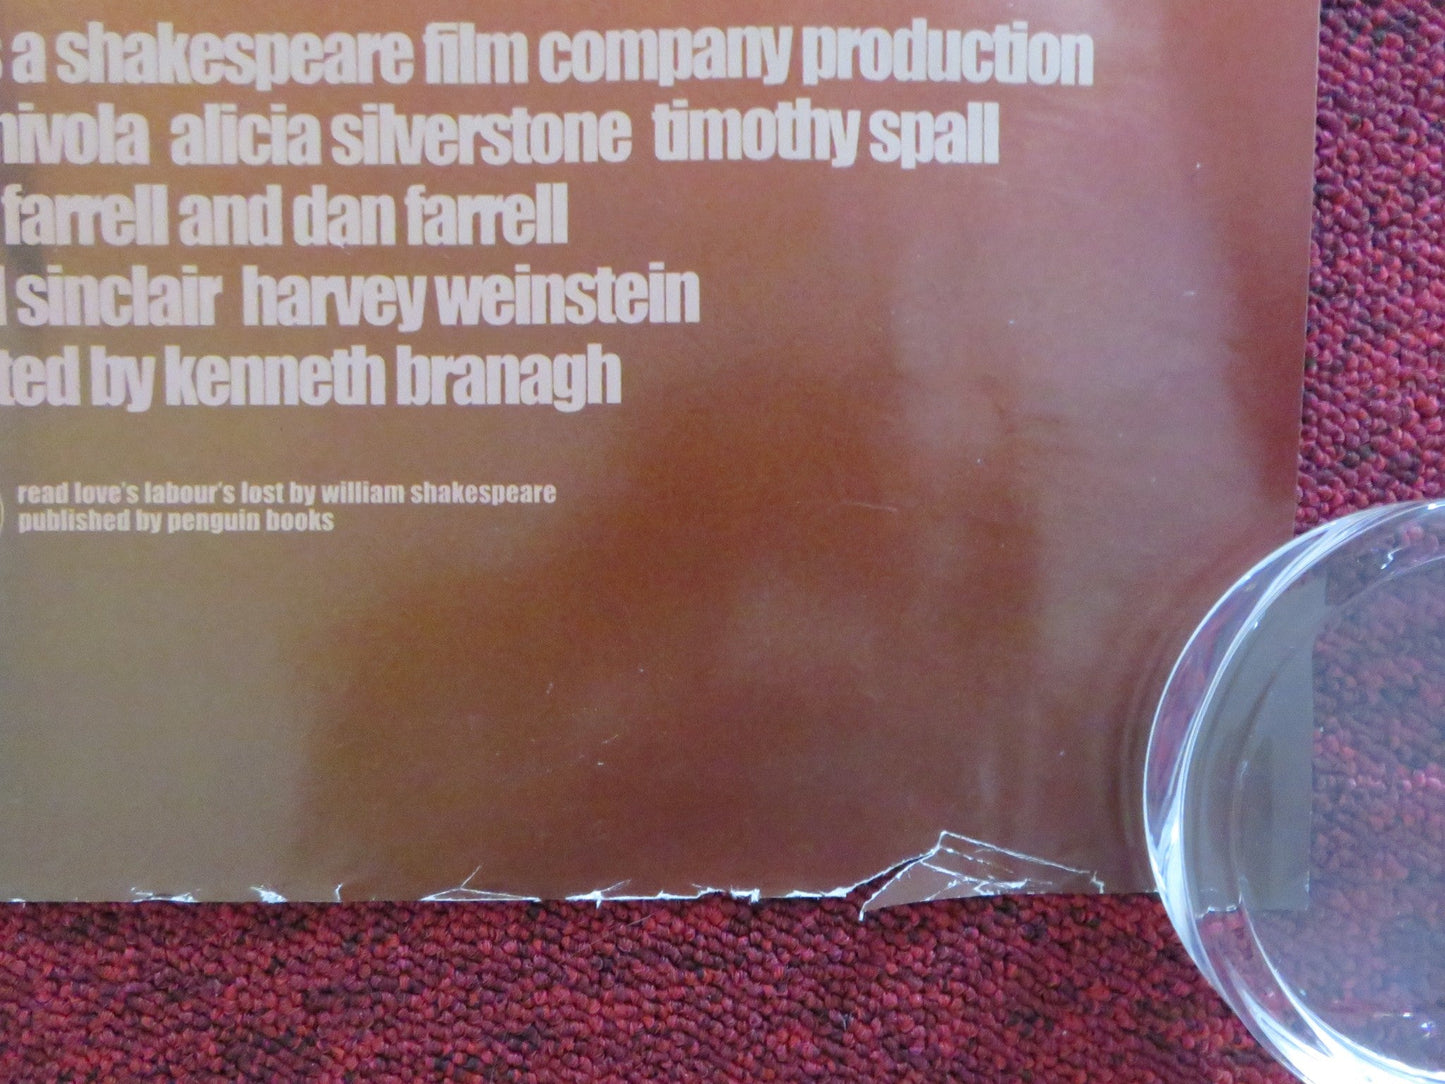 a shakespeare film company production
nivola alicia silverstone timothy spall
farrell and dan farrell
sinclair harvey weinstein
ted by kenneth branagh
read love's labour's lost by william shakespeare
published by penguin books